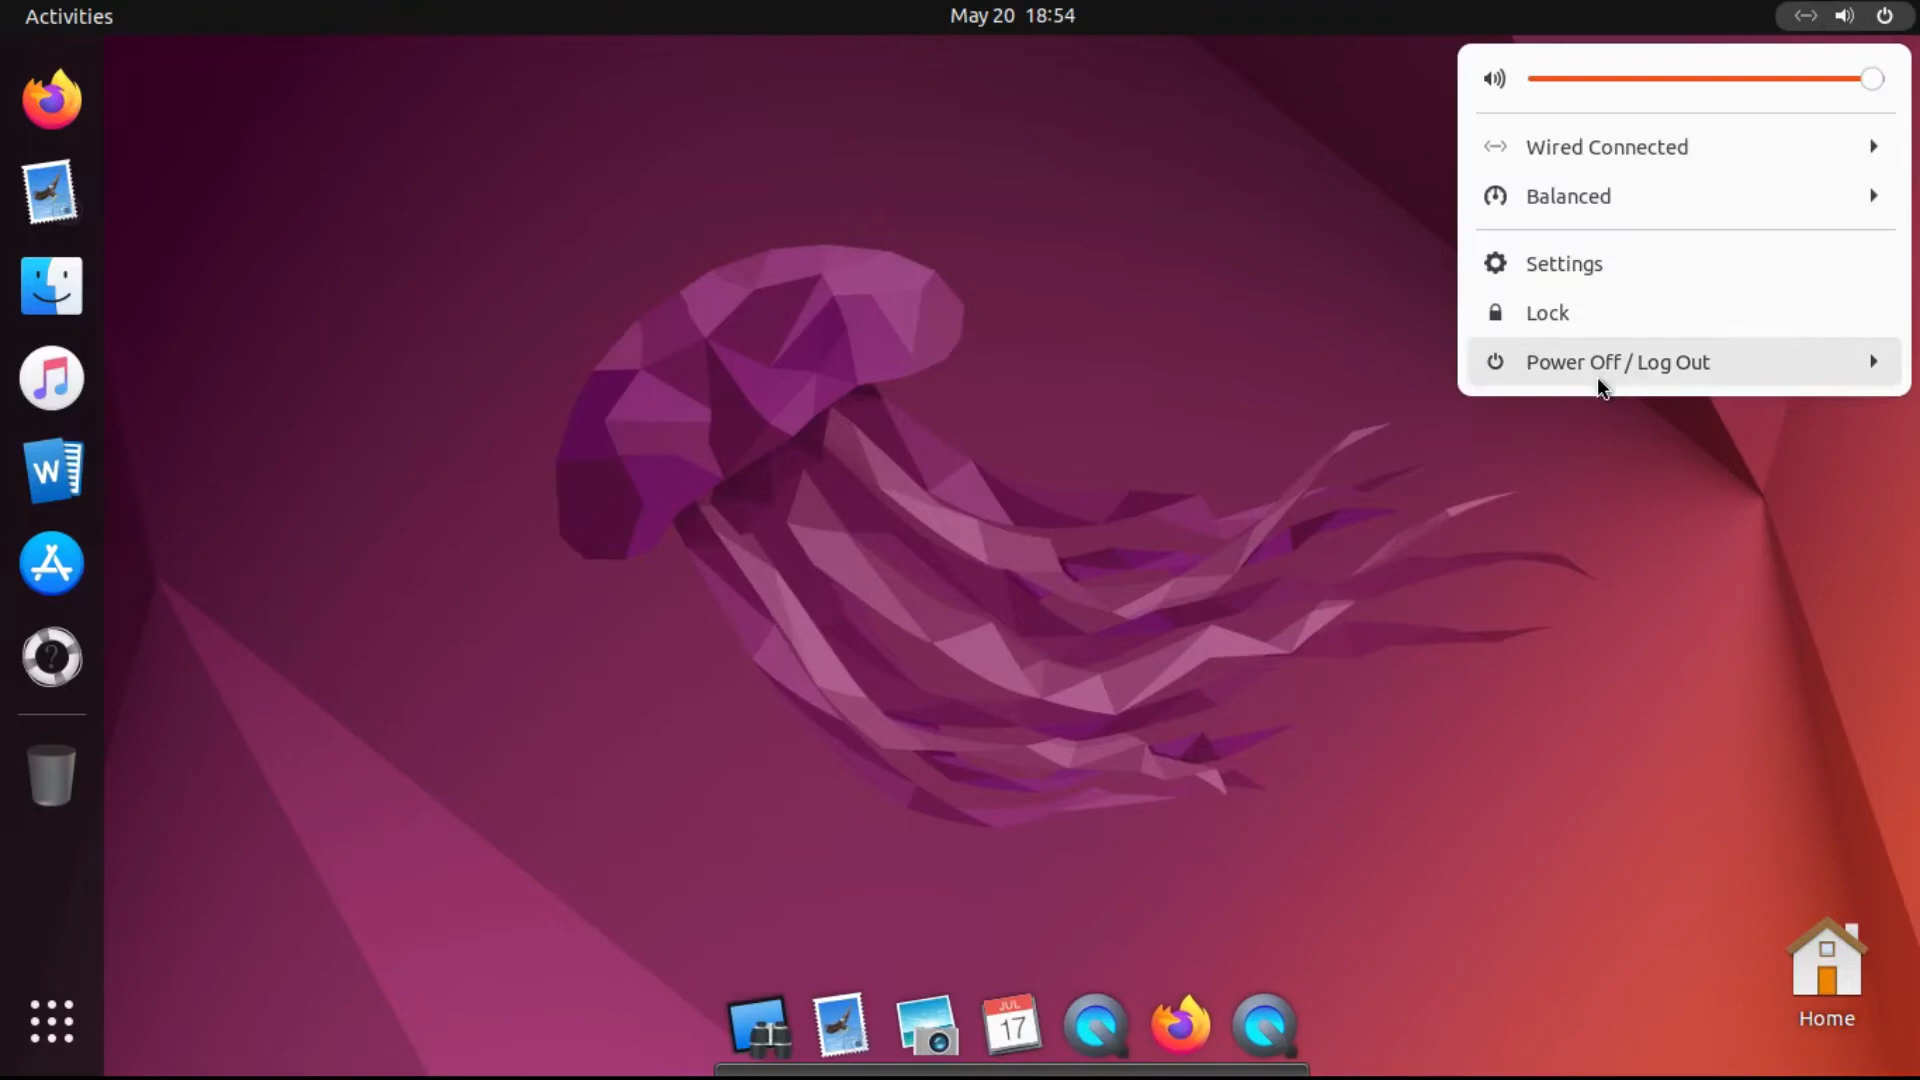 Activities
May 20 18:54
Wired Connected
Balanced
Settings
Lock
Power Off / Log Out
W
?
JUL
17
Home